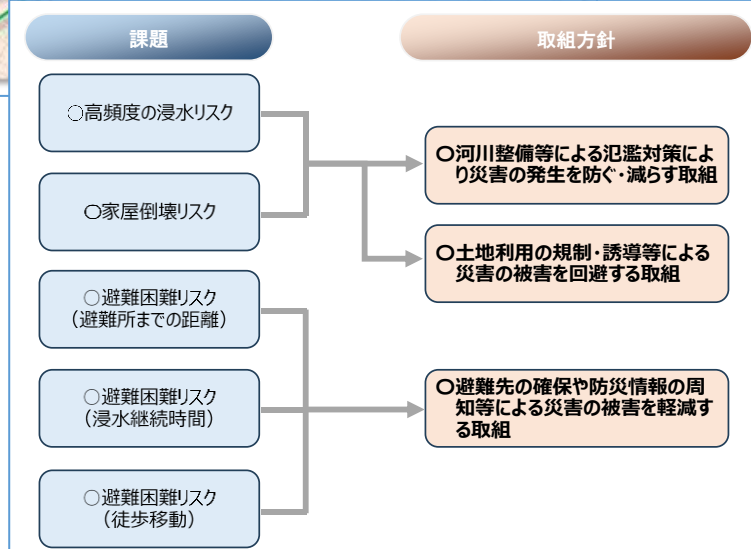 課題
取組方針
○高頻度の浸水リスク
○家屋倒壊リスク
○避難困難リスク
（避難所までの距離）
○避難困難リスク
（浸水継続時間）
○避難困難リスク
（徒歩移動）
○河川整備等による氾濫対策によ
り災害の発生を防ぐ・減らす取組
○土地利用の規制・誘導等による
災害の被害を回避する取組
○避難先の確保や防災情報の周
知等による災害の被害を軽減す
る取組